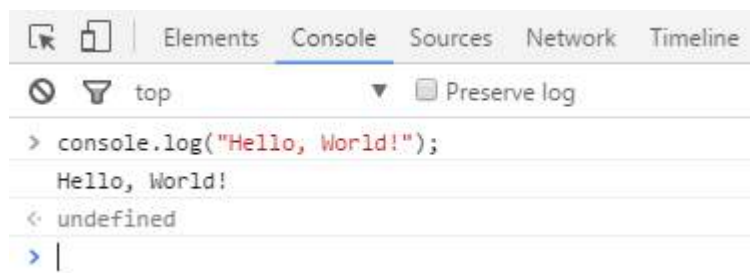 Elements Console Sources Network Timeline
top Preserve log
> console.log("Hello, World!");
Hello, World!
<· undefined
>